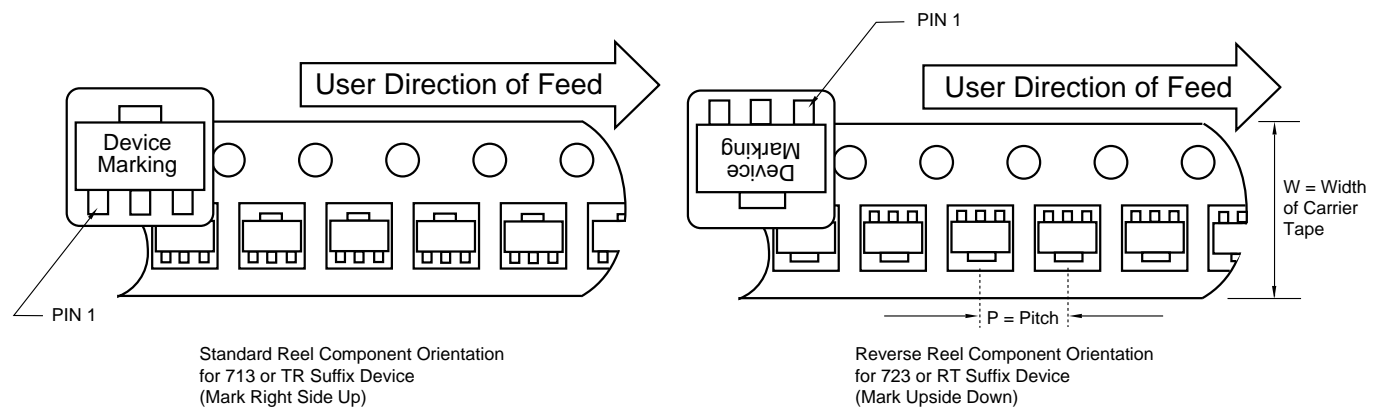 User Direction of Feed
Device
Marking
PIN 1
Standard Reel Component Orientation
for 713 or TR Suffix Device
(Mark Right Side Up)
PIN 1
User Direction of Feed
Device
Marking
W = Width
of Carrier
Tape
P = Pitch
Reverse Reel Component Orientation
for 723 or RT Suffix Device
(Mark Upside Down)